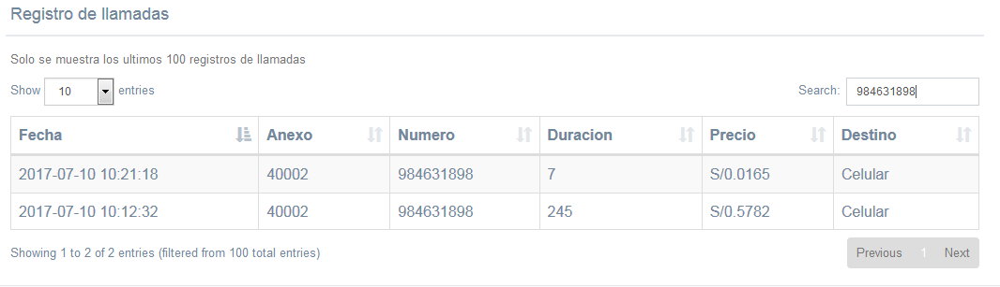 Registro de llamadas
Solo se muestra los ultimos 100 registros de llamadas
Show 10 entries Search: 984631898
Fecha Anexo Numero Duracion Precio Destino
2017-07-10 10:21:18 40002 984631898 7 S/0.0165 Celular
2017-07-10 10:12:32 40002 984631898 245 S/0.5782 Celular
Showing 1 to 2 of 2 entries (filtered from 100 total entries) Previous 1 Next